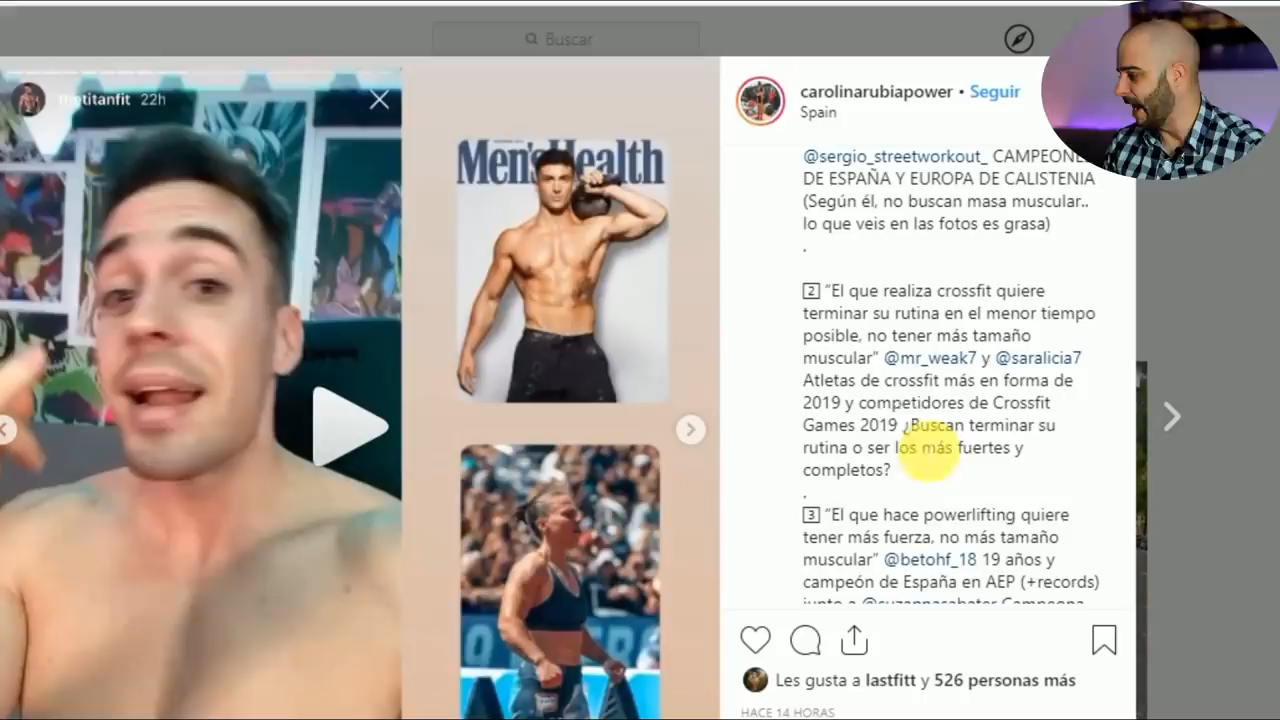 Buscar
thetitanfit 22h
Men'sHealth
carolinarubiapower • Seguir
Spain
@sergio_streetworkout_ CAMPEONE
DE ESPAÑA Y EUROPA DE CALISTENIA
(Según él, no buscan masa muscular..
lo que veis en las fotos es grasa)
.
2 "El que realiza crossfit quiere
terminar su rutina en el menor tiempo
posible, no tener más tamaño
muscular" @mr_weak7 y @saralicia7
Atletas de crossfit más en forma de
2019 y competidores de Crossfit
Games 2019 ¿Buscan terminar su
rutina o ser los más fuertes y
completos?
.
3 "El que hace powerlifting quiere
tener más fuerza, no más tamaño
muscular" @betohf_18 19 años y
campeón de España en AEP (+records)
junto a @suzannasabater Campeona
Les gusta a lastfitt y 526 personas más
HACE 14 HORAS